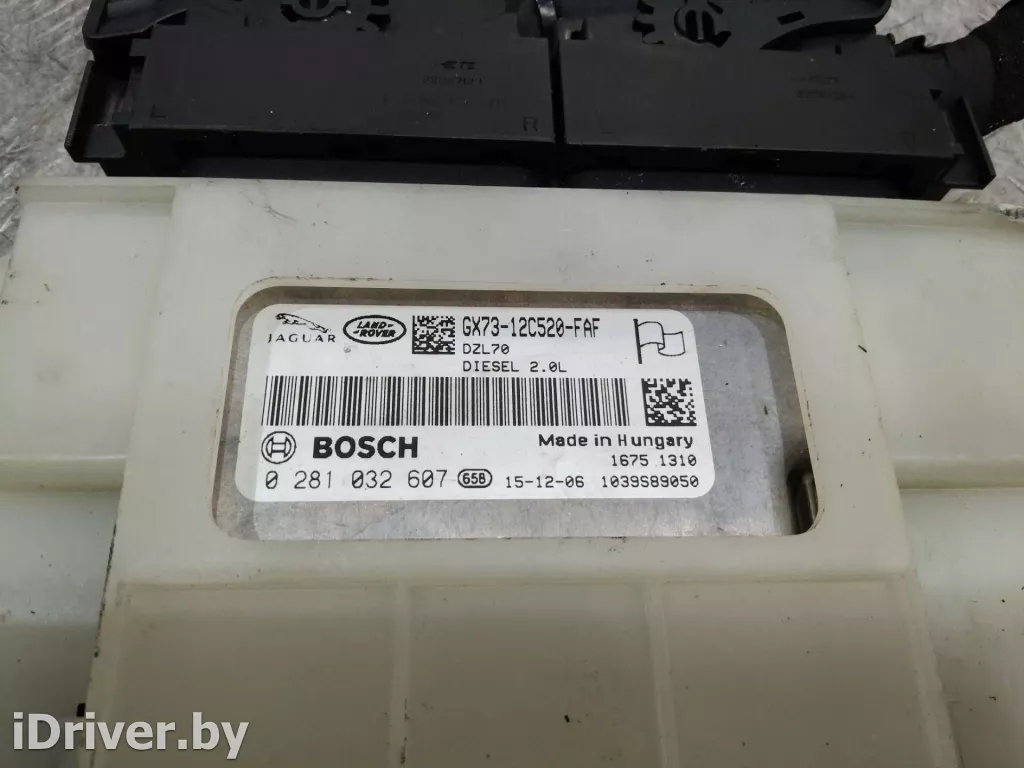 L
R
L
JAGUAR
LAND-
ROVER
GX73-12C520-FAF
DZL70
DIESEL 2.0L
BOSCH
Made in Hungary
1675 1310
0 281 032 607 65B 15-12-06 1039S89050
iDriver.by